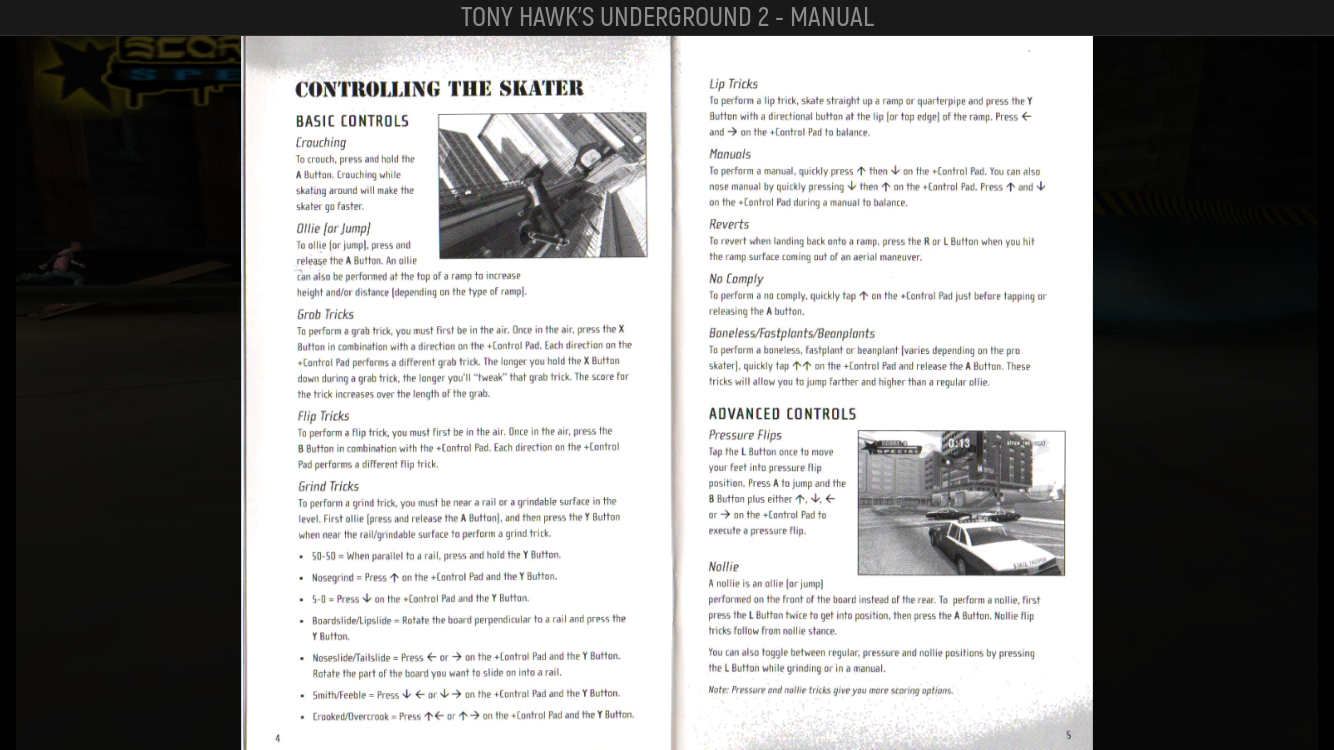 TONY HAWK'S UNDERGROUND 2 - MANUAL
CONTROLLING THE SKATER
BASIC CONTROLS
Crouching
To crouch, press and hold the
A Button. Crouching while
skating around will make the
skater go faster.
Ollie (or Jump)
To ollie (or jump), press and
release the A Button. An ollie
can also be performed at the top of a ramp to increase
height and/or distance (depending on the type of ramp).
Grab Tricks
To perform a grab trick, you must first be in the air. Once in the air, press the X
Button in combination with a direction on the +Control Pad. Each direction on the
+Control Pad performs a different grab trick. The longer you hold the X Button
down during a grab trick, the longer you'll "tweak" that grab trick. The score for
the trick increases over the length of the grab.
Flip Tricks
To perform a flip trick, you must first be in the air. Once in the air, press the
B Button in combination with the +Control Pad. Each direction on the +Control
Pad performs a different flip trick.
Grind Tricks
To perform a grind trick, you must be near a rail or a grindable surface in the
level. First ollie (press and release the A Button), and then press the Y Button
when near the rail/grindable surface to perform a grind trick.
• 50-50 = When parallel to a rail, press and hold the Y Button.
• Nosegrind = Press ↑ on the +Control Pad and the Y Button.
• 5-0 = Press ↓ on the +Control Pad and the Y Button.
• Boardslide/Lipslide = Rotate the board perpendicular to a rail and press the
Y Button.
• Noseslide/Tailslide = Press ← or → on the +Control Pad and the Y Button.
Rotate the part of the board you want to slide on into a rail.
• Smith/Feeble = Press ↓ ← or ↓ → on the +Control Pad and the Y Button.
• Crooked/Overcrook = Press ↑ ← or ↑ → on the +Control Pad and the Y Button.
4
Lip Tricks
To perform a lip trick, skate straight up a ramp or quarterpipe and press the Y
Button with a directional button at the lip (or top edge) of the ramp. Press ←
and → on the +Control Pad to balance.
Manuals
To perform a manual, quickly press ↑ then ↓ on the +Control Pad. You can also
nose manual by quickly pressing ↓ then ↑ on the +Control Pad. Press ↑ and ↓
on the +Control Pad during a manual to balance.
Reverts
To revert when landing back onto a ramp, press the R or L Button when you hit
the ramp surface coming out of an aerial maneuver.
No Comply
To perform a no comply, quickly tap ↑ on the +Control Pad just before tapping or
releasing the A button.
Boneless/Fastplants/Beanplants
To perform a boneless, fastplant or beanplant (varies depending on the pro
skater), quickly tap ↑↑ on the +Control Pad and release the A Button. These
tricks will allow you to jump farther and higher than a regular ollie.
ADVANCED CONTROLS
Pressure Flips
Tap the L Button once to move
your feet into pressure flip
position. Press A to jump and the
B Button plus either ↑, ↓, ←
or → on the +Control Pad to
execute a pressure flip.
0:13
SPECIAL
STATE TROOPER
Nollie
A nollie is an ollie (or jump)
performed on the front of the board instead of the rear. To perform a nollie, first
press the L Button twice to get into position, then press the A Button. Nollie flip
tricks follow from nollie stance.
You can also toggle between regular, pressure and nollie positions by pressing
the L Button while grinding or in a manual.
Note: Pressure and nollie tricks give you more scoring options.
5